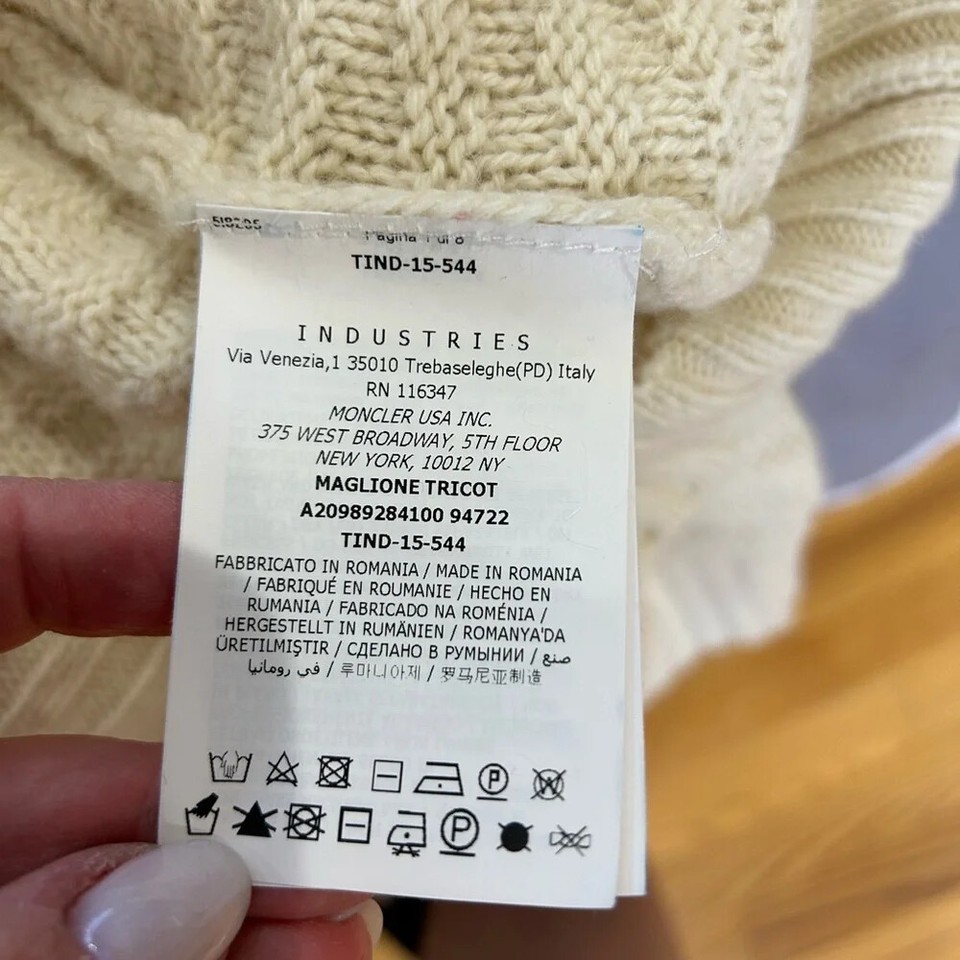 TIND-15-544
INDUSTRIES
Via Venezia,1 35010 Trebaseleghe(PD) Italy
RN 116347
MONCLER USA INC.
375 WEST BROADWAY, 5TH FLOOR
NEW YORK, 10012 NY
MAGLIONE TRICOT
A20989284100 94722
TIND-15-544
FABBRICATO IN ROMANIA / MADE IN ROMANIA
/ FABRIQUÉ EN ROUMANIE / HECHO EN
RUMANIA / FABRICADO NA ROMÉNIA /
HERGESTELLT IN RUMÄNIEN / ROMANYA'DA
ÜRETILMIŞTIR / СДЕЛАНО В РУМЫНИИ / صنع
في رومانيا / 루마니아제 / 罗马尼亚制造
P W
P